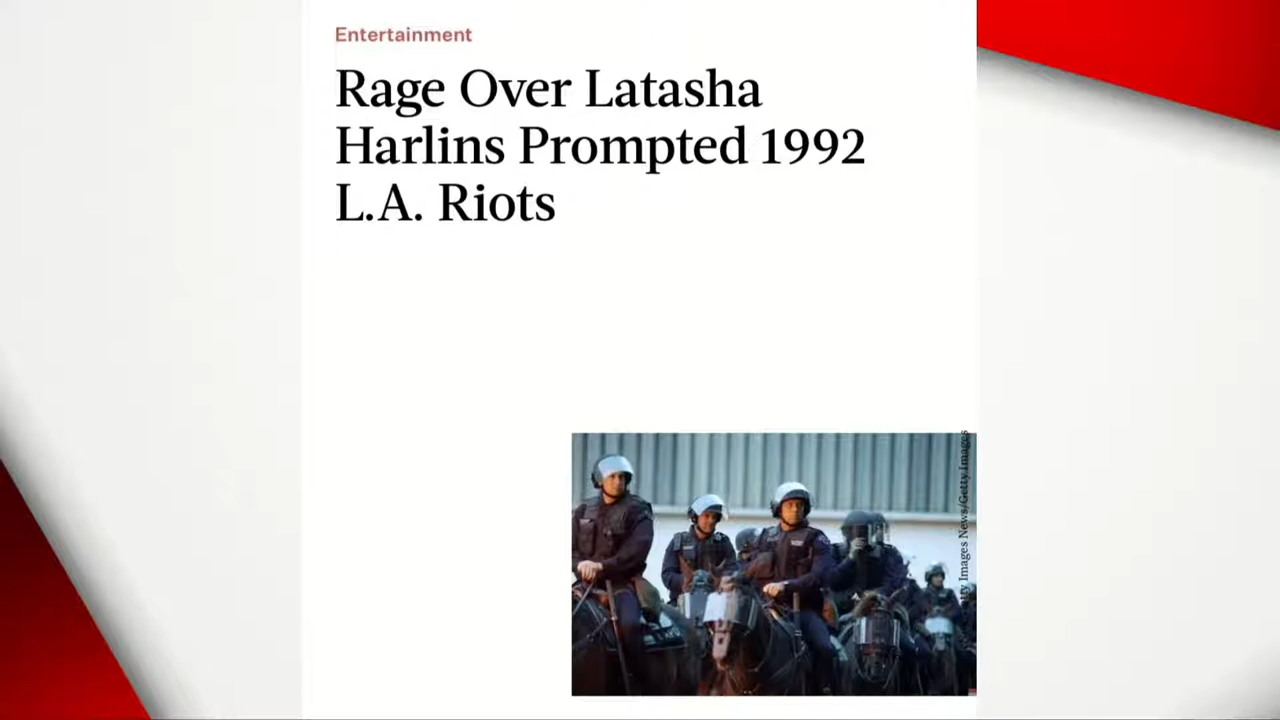 Entertainment
Rage Over Latasha
Harlins Prompted 1992
L.A. Riots
Images News/Getty Images